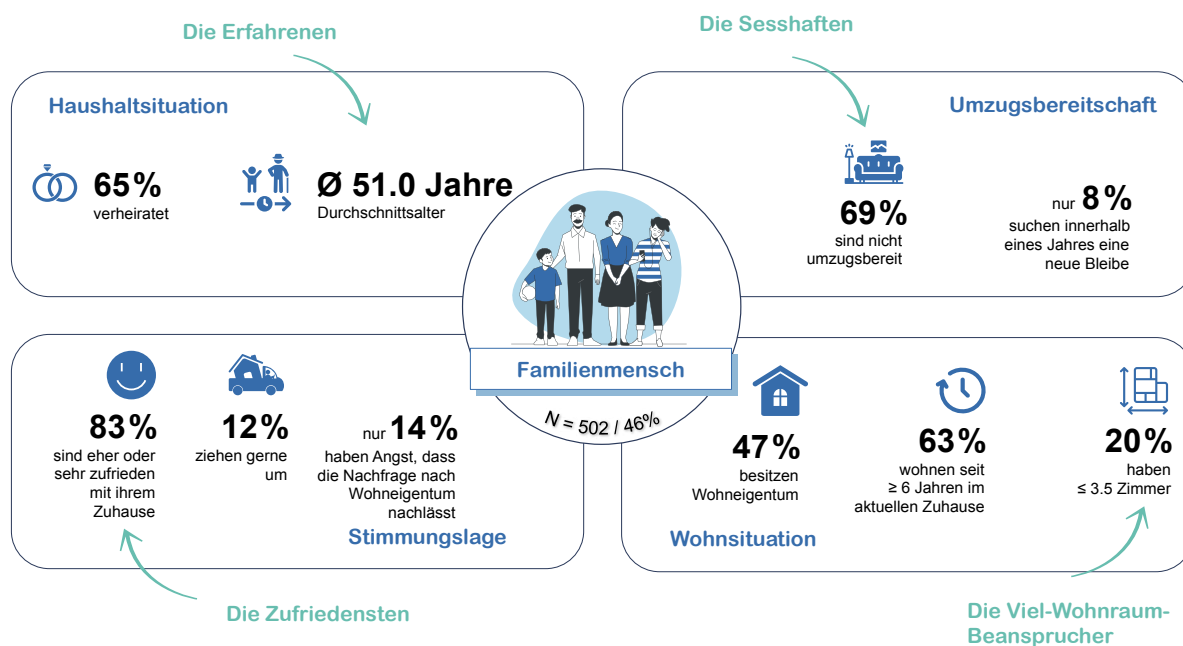 Die Erfahrenen
Haushaltsituation
65%
verheiratet
Ø 51.0 Jahre
Durchschnittsalter
Die Sesshaften
Umzugsbereitschaft
69%
sind nicht
umzugsbereit
nur 8%
suchen innerhalb
eines Jahres eine
neue Bleibe
Familienmensch
N = 502 / 46%
83%
sind eher oder
sehr zufrieden
mit ihrem
Zuhause
12%
ziehen gerne
um
nur 14%
haben Angst, dass
die Nachfrage nach
Wohneigentum
nachlässt
Stimmungslage
Die Zufriedensten
47%
besitzen
Wohneigentum
63%
wohnen seit
≥ 6 Jahren im
aktuellen Zuhause
20%
haben
≤ 3.5 Zimmer
Wohnsituation
Die Viel-Wohnraum-
Beansprucher